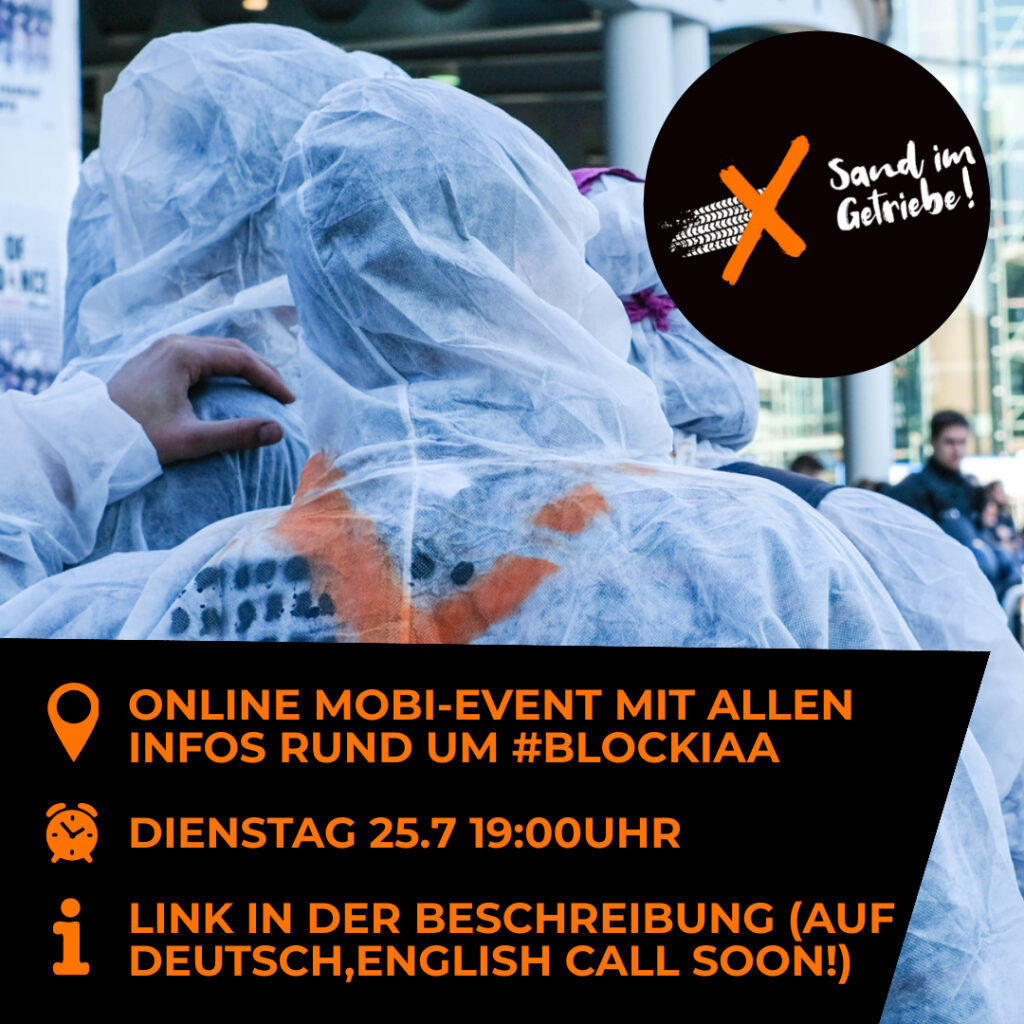 Sand im
Getriebe!
OF
ONLINE MOBI-EVENT MIT ALLEN
INFOS RUND UM #BLOCKIAA
DIENSTAG 25.7 19:00UHR
LINK IN DER BESCHREIBUNG (AUF
DEUTSCH,ENGLISH CALL SOON!)